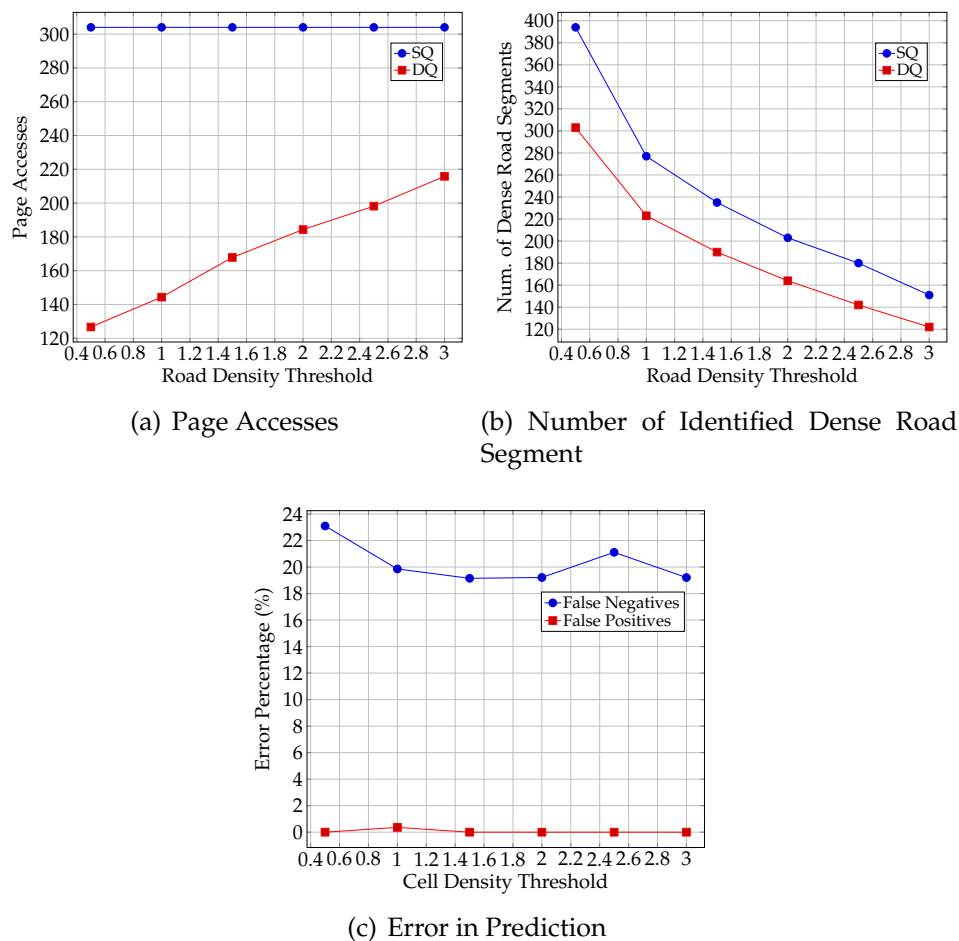 300
280
260
240
220
200
180
160
140
120
Page Accesses
SQ
DQ
0.4 0.6 0.8 1 1.2 1.4 1.6 1.8 2 2.2 2.4 2.6 2.8 3
Road Density Threshold
(a) Page Accesses
400
380
360
340
320
300
280
260
240
220
200
180
160
140
120
Num. of Dense Road Segments
SQ
DQ
0.4 0.6 0.8 1 1.2 1.4 1.6 1.8 2 2.2 2.4 2.6 2.8 3
Road Density Threshold
(b) Number of Identified Dense Road
Segment
24
22
20
18
16
14
12
10
8
6
4
2
0
Error Percentage (%)
False Negatives
False Positives
0.4 0.6 0.8 1 1.2 1.4 1.6 1.8 2 2.2 2.4 2.6 2.8 3
Cell Density Threshold
(c) Error in Prediction